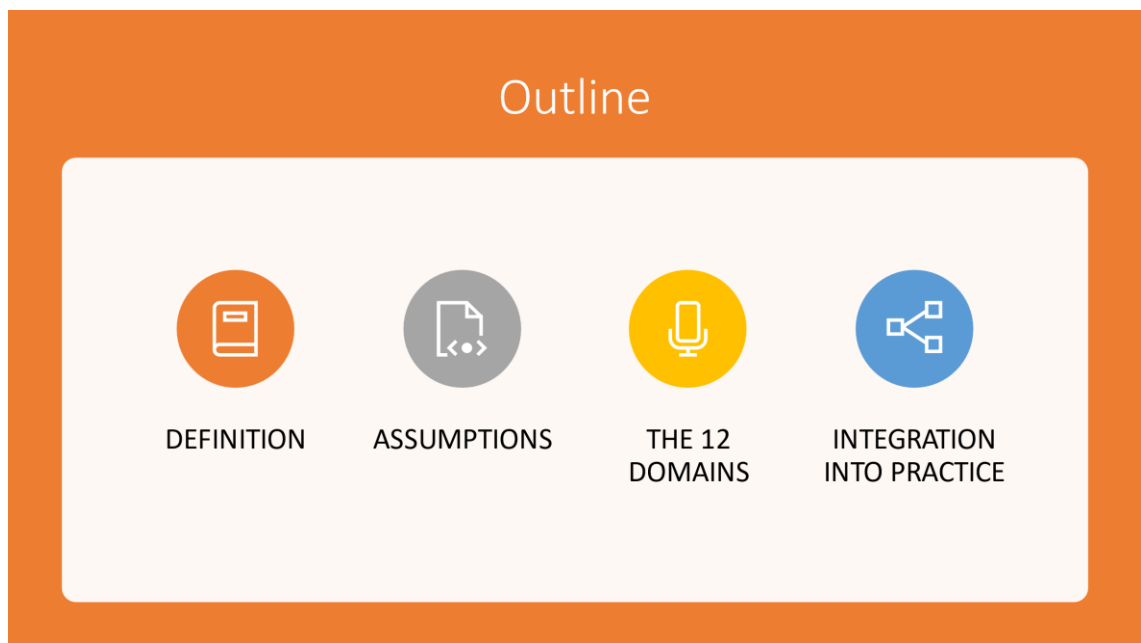 Outline
DEFINITION
ASSUMPTIONS
THE 12
DOMAINS
INTEGRATION
INTO PRACTICE